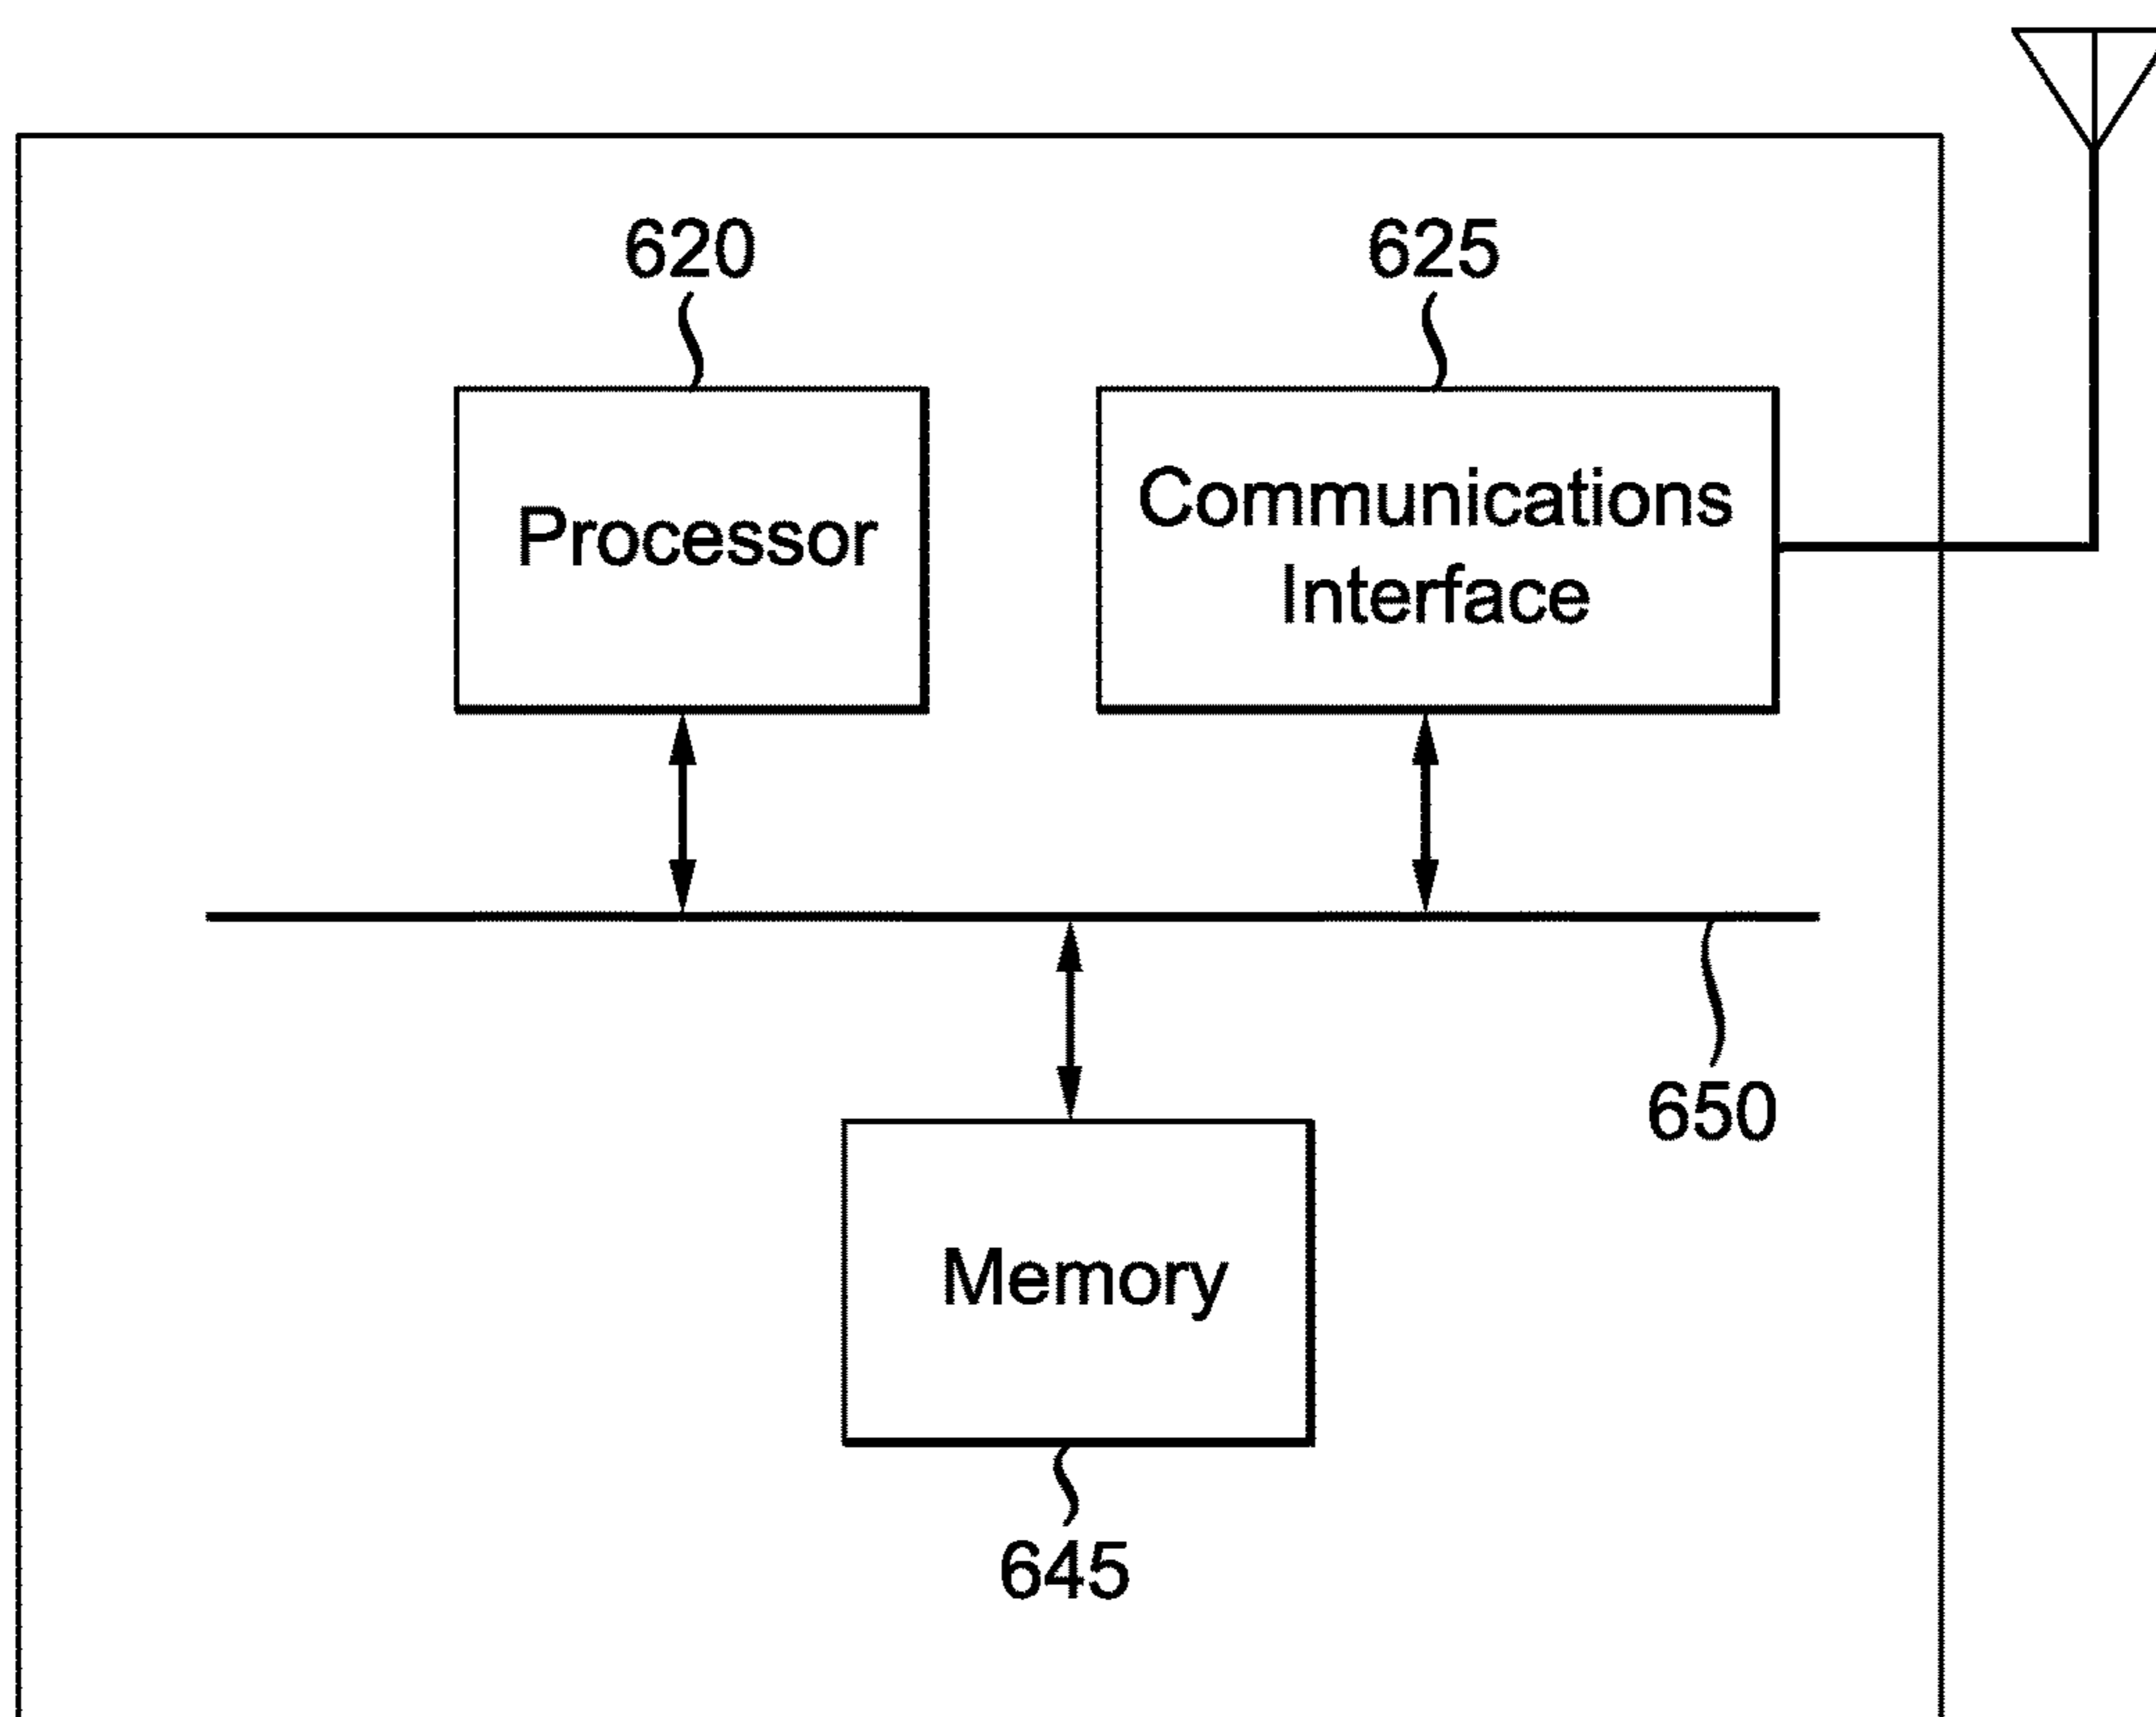 620
625
Processor
Communications
Interface
650
Memory
645